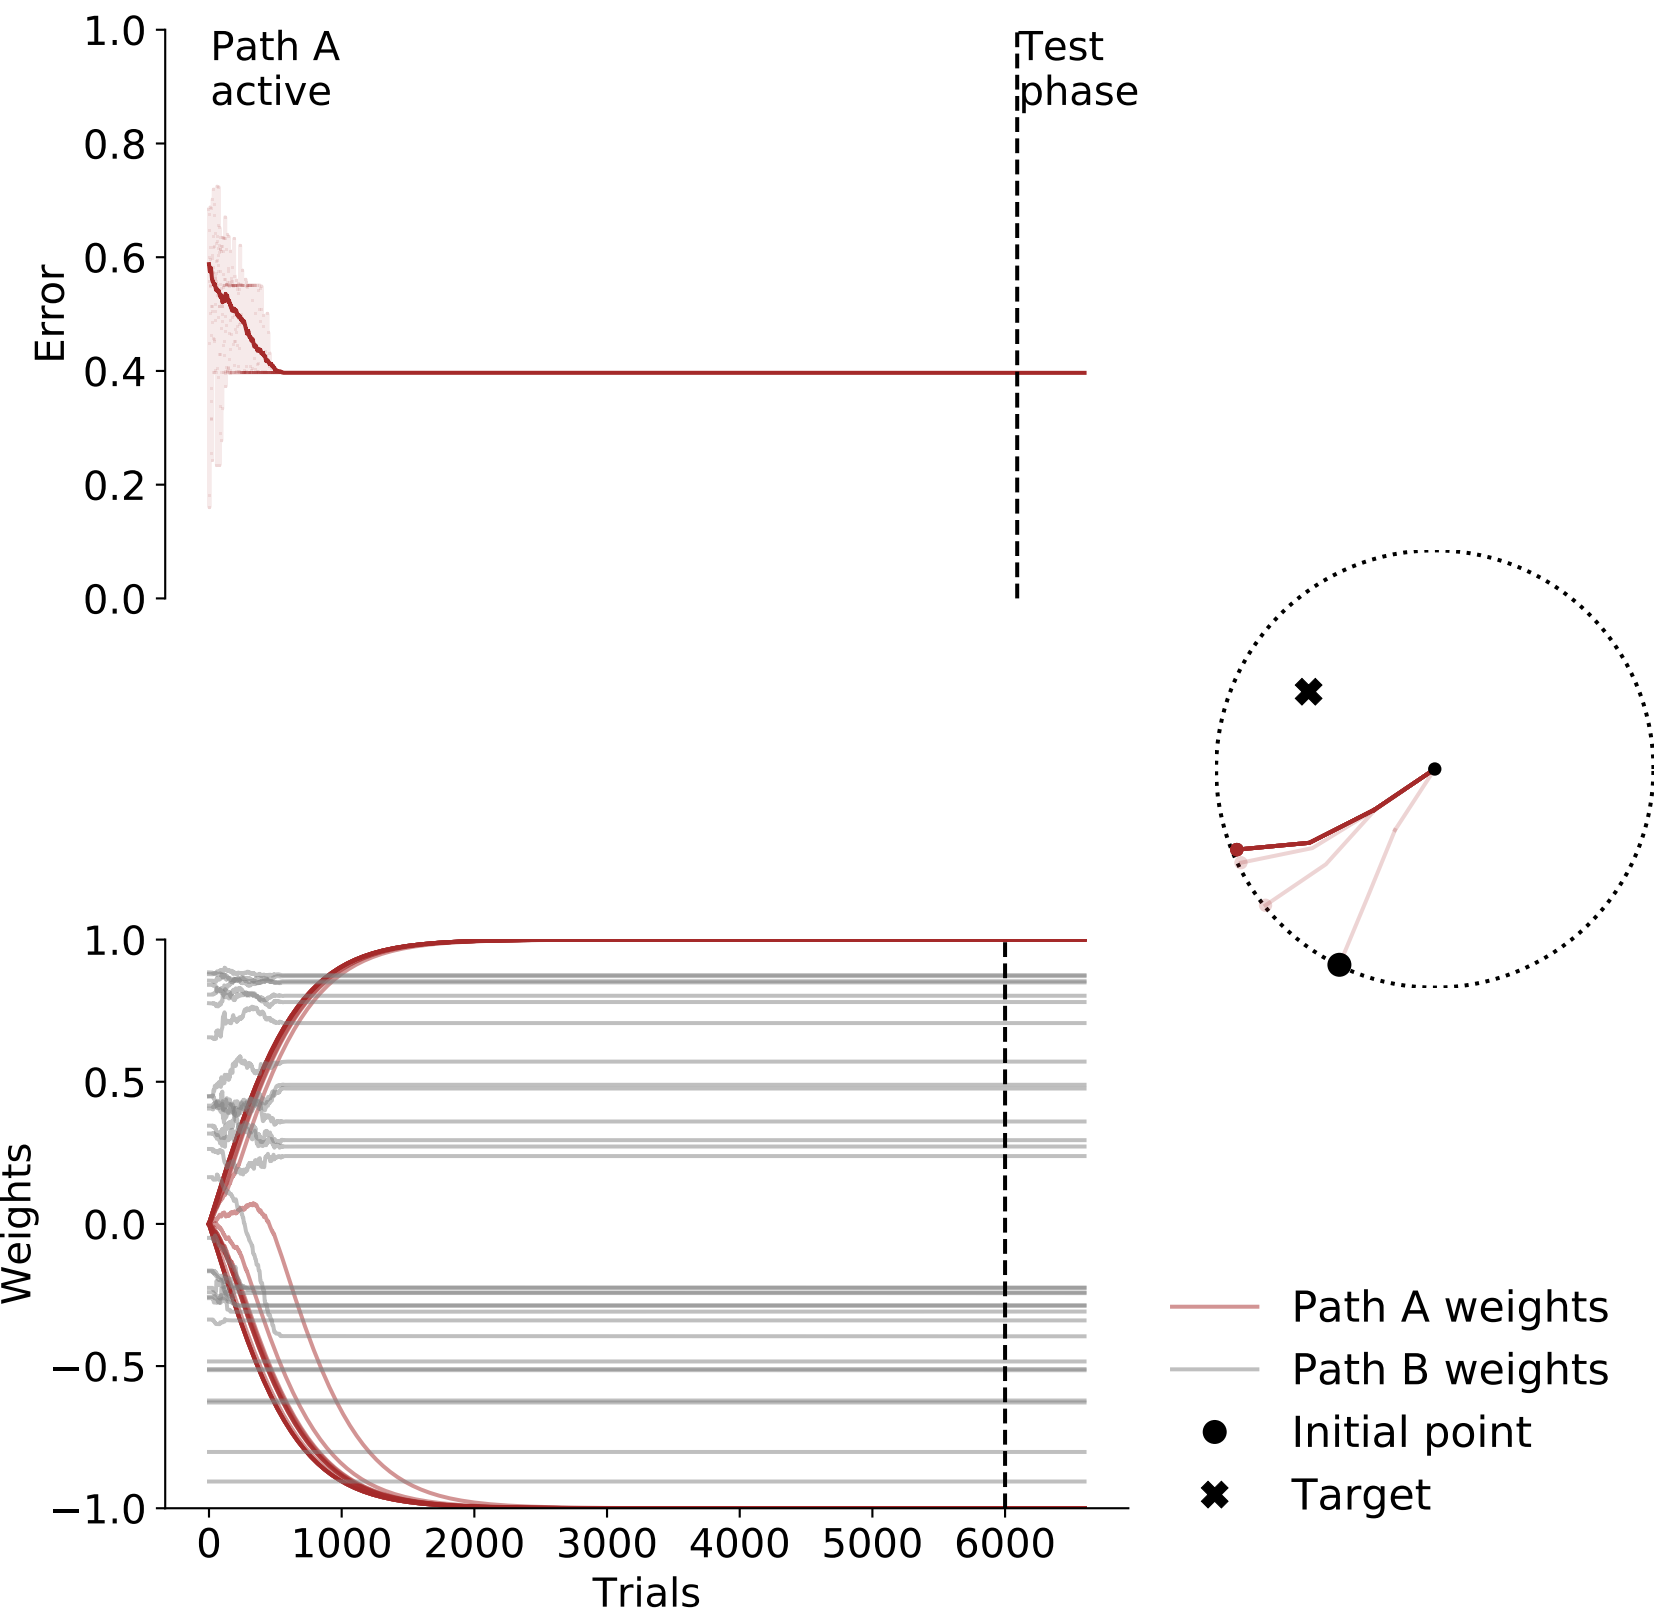 1.0
Path A
active
Test
phase
0.8
0.6
0.4
0.2
0.0
Error
1.0
0.5
0.0
−0.5
−1.0
Weights
0 1000 2000 3000 4000 5000 6000
Trials
Path A weights
Path B weights
Initial point
Target